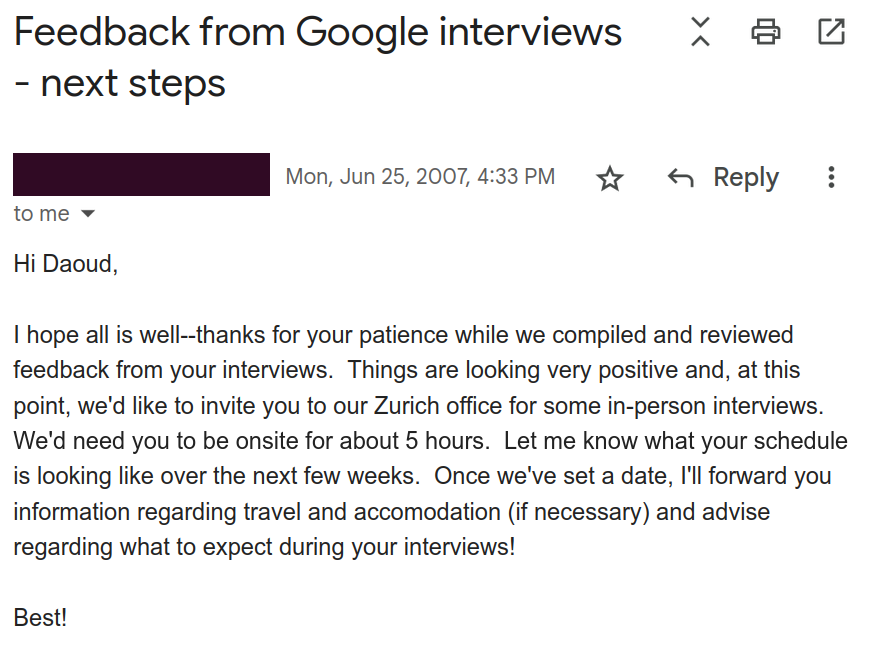 Feedback from Google interviews
- next steps
Mon, Jun 25, 2007, 4:33 PM
Reply
to me
Hi Daoud,
I hope all is well--thanks for your patience while we compiled and reviewed
feedback from your interviews.  Things are looking very positive and, at this
point, we'd like to invite you to our Zurich office for some in-person interviews.
We'd need you to be onsite for about 5 hours.  Let me know what your schedule
is looking like over the next few weeks.  Once we've set a date, I'll forward you
information regarding travel and accomodation (if necessary) and advise
regarding what to expect during your interviews!
Best!